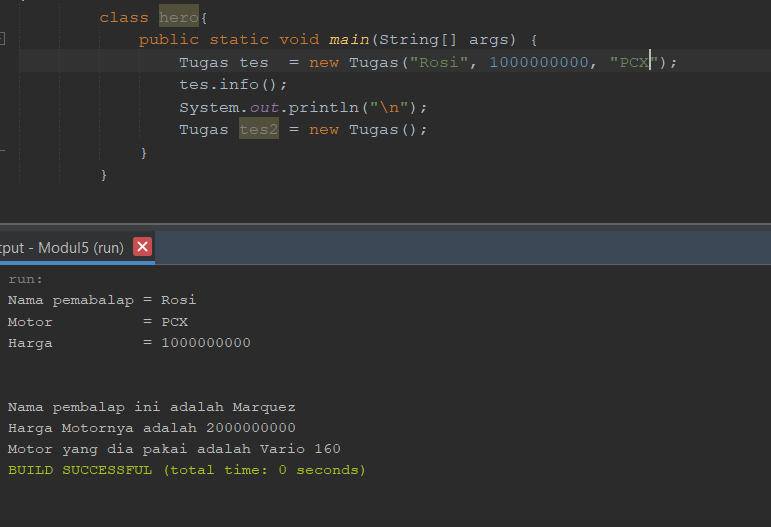 class hero{
public static void main(String[] args) {
Tugas tes  = new Tugas("Rosi", 1000000000, "PCX");
tes.info();
System.out.println("\n");
Tugas tes2 = new Tugas();
}
}
tput - Modul5 (run)
run:
Nama pemabalap = Rosi
Motor          = PCX
Harga          = 1000000000
Nama pembalap ini adalah Marquez
Harga Motornya adalah 2000000000
Motor yang dia pakai adalah Vario 160
BUILD SUCCESSFUL (total time: 0 seconds)